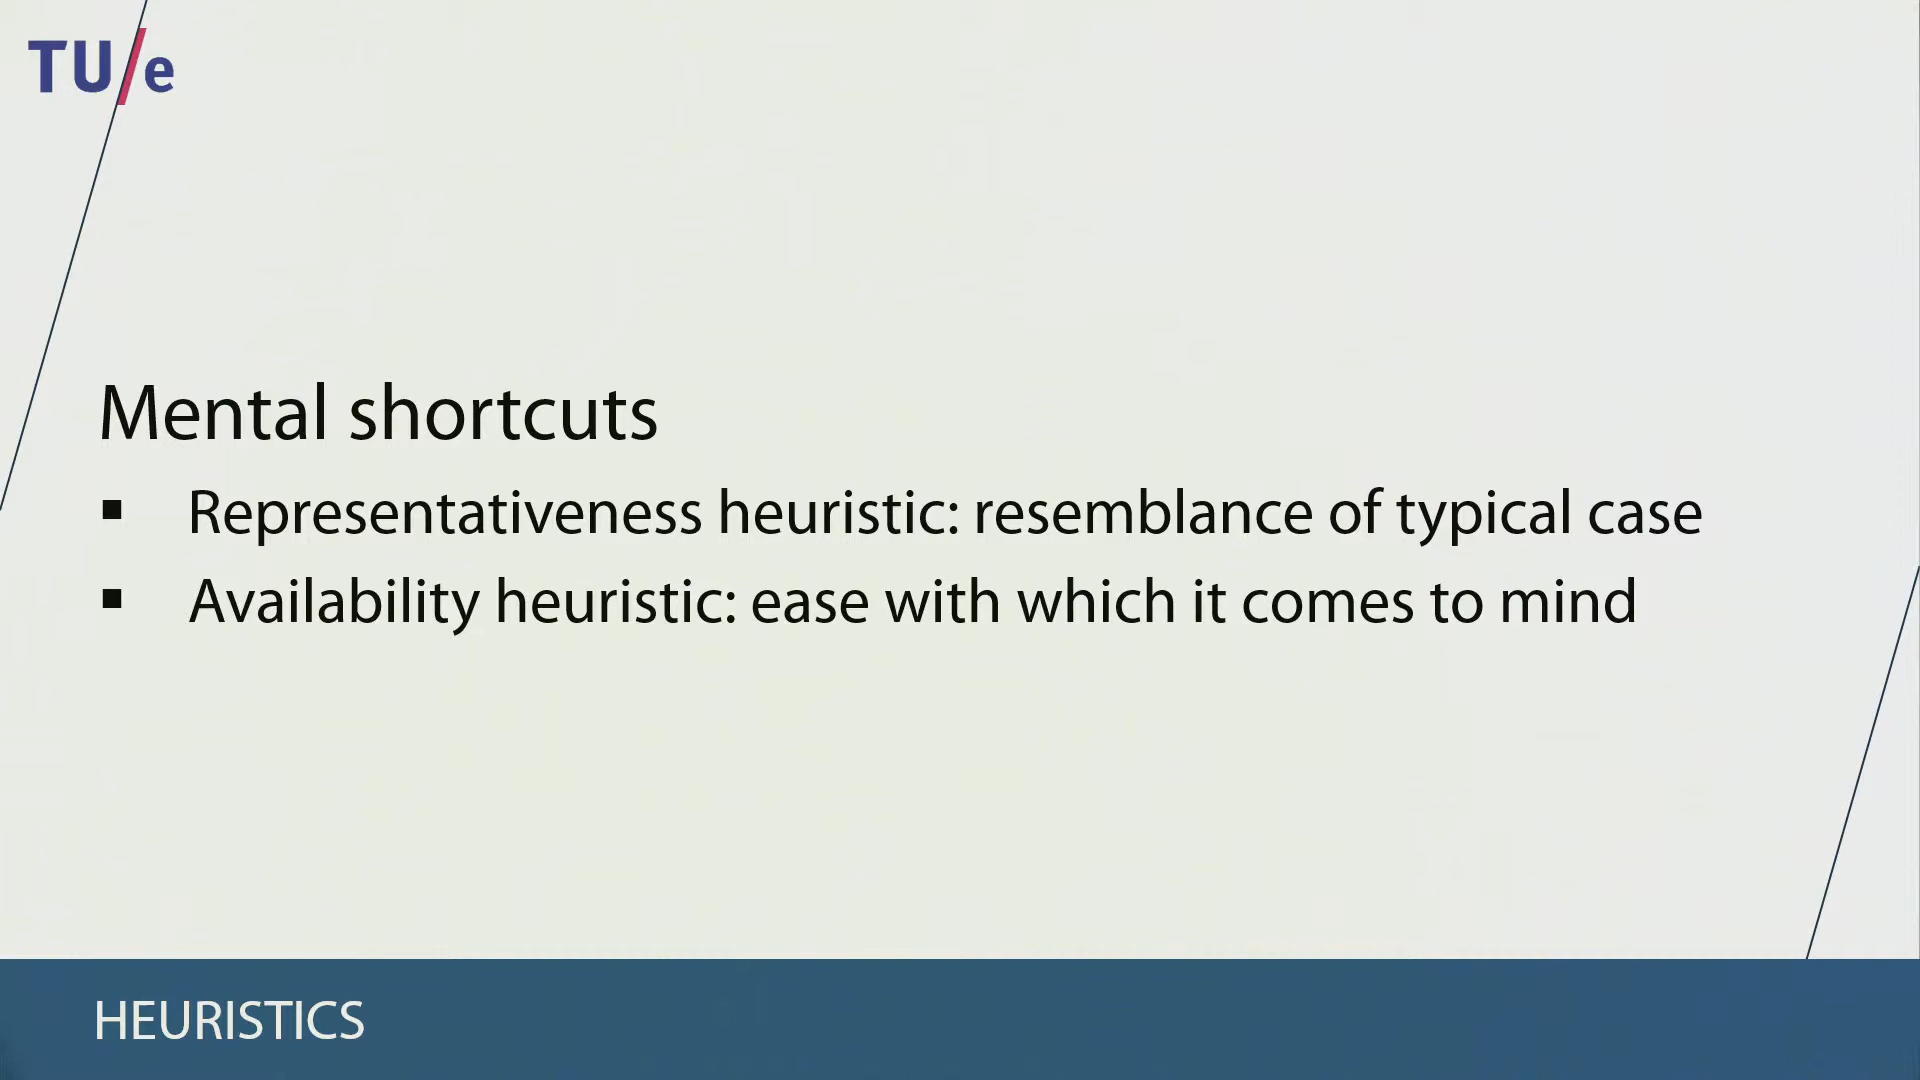 TU/e
Mental shortcuts
▪ Representativeness heuristic: resemblance of typical case
▪ Availability heuristic: ease with which it comes to mind
HEURISTICS